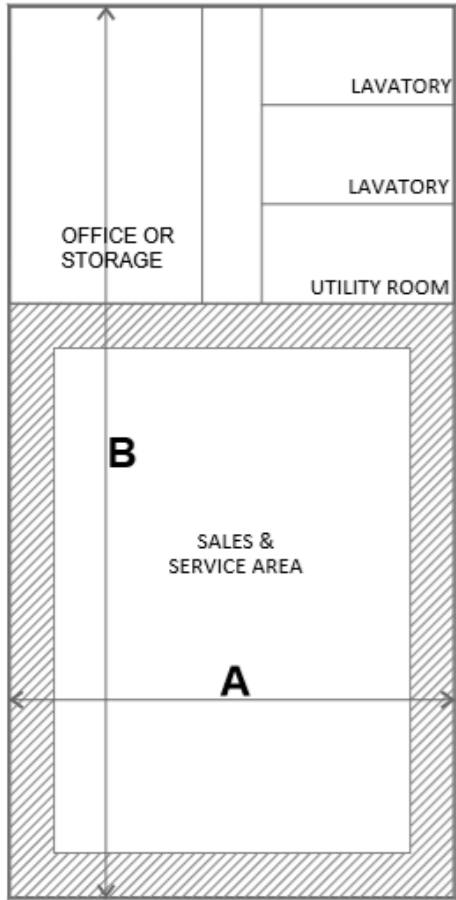 LAVATORY
LAVATORY
OFFICE OR
STORAGE
UTILITY ROOM
B
SALES &
SERVICE AREA
A